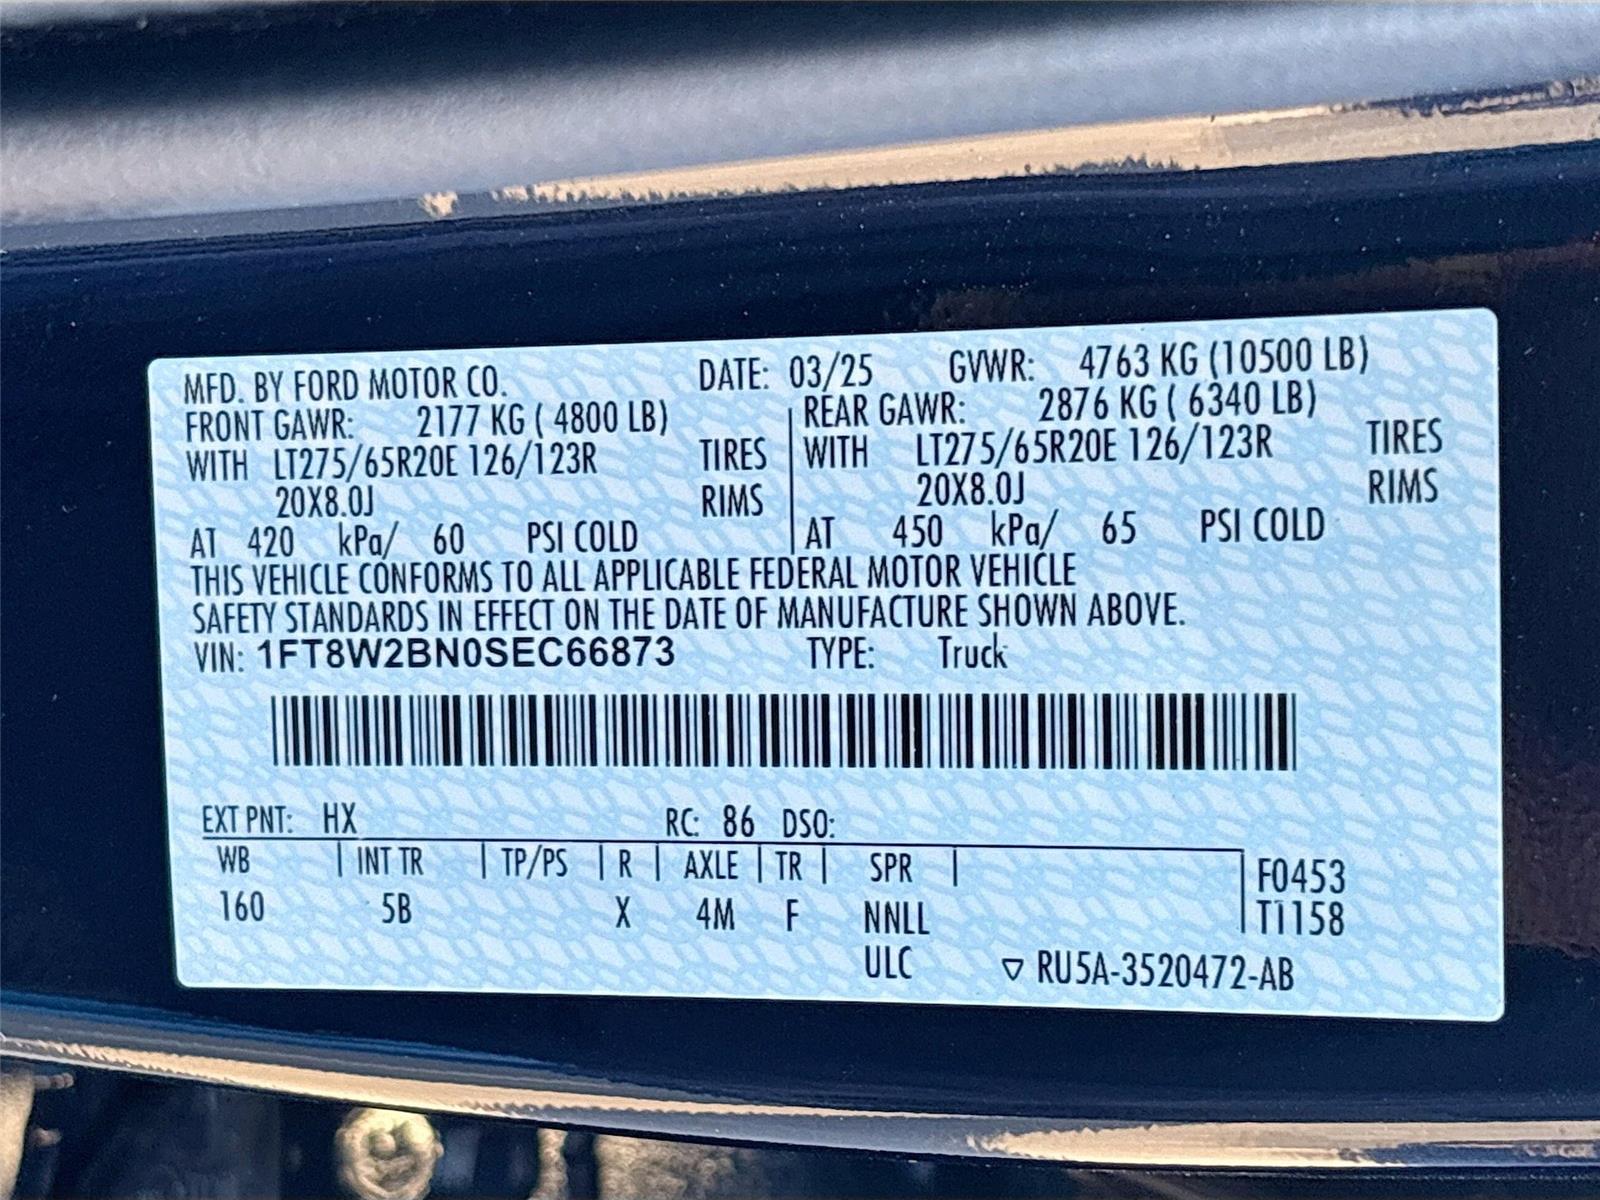 MFD. BY FORD MOTOR CO. DATE: 03/25 GVWR: 4763 KG (10500 LB)
FRONT GAWR: 2177 KG ( 4800 LB) REAR GAWR: 2876 KG ( 6340 LB)
WITH LT275/65R20E 126/123R TIRES WITH LT275/65R20E 126/123R TIRES
20X8.0J RIMS 20X8.0J RIMS
AT 420 kPa/ 60 PSI COLD AT 450 kPa/ 65 PSI COLD
THIS VEHICLE CONFORMS TO ALL APPLICABLE FEDERAL MOTOR VEHICLE
SAFETY STANDARDS IN EFFECT ON THE DATE OF MANUFACTURE SHOWN ABOVE.
VIN: 1FT8W2BN0SEC66873 TYPE: Truck
EXT PNT: HX RC: 86 DSO:
WB INT TR TP/PS R AXLE TR SPR F0453
160 5B X 4M F NNLL T1158
ULC ▽ RU5A-3520472-AB